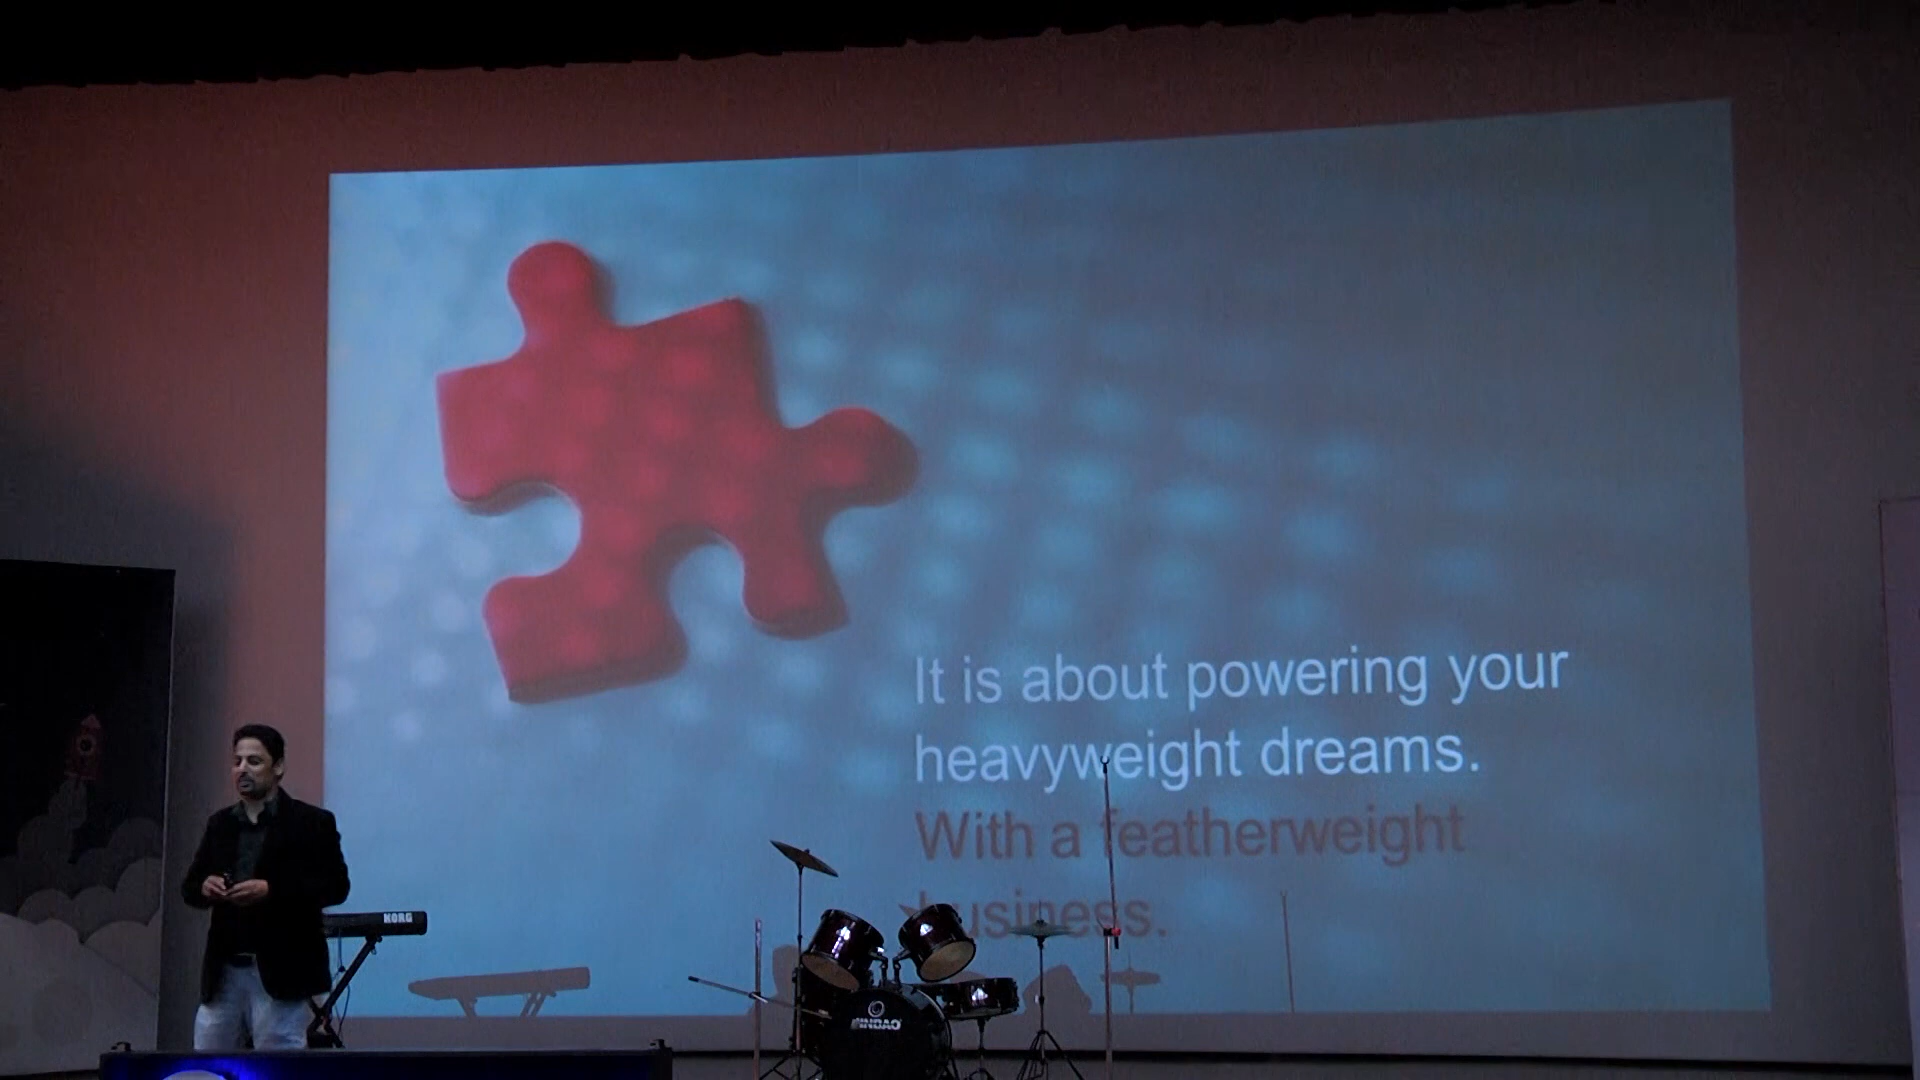 It is about powering your
heavyweight dreams.
With a featherweight
business.
KORG